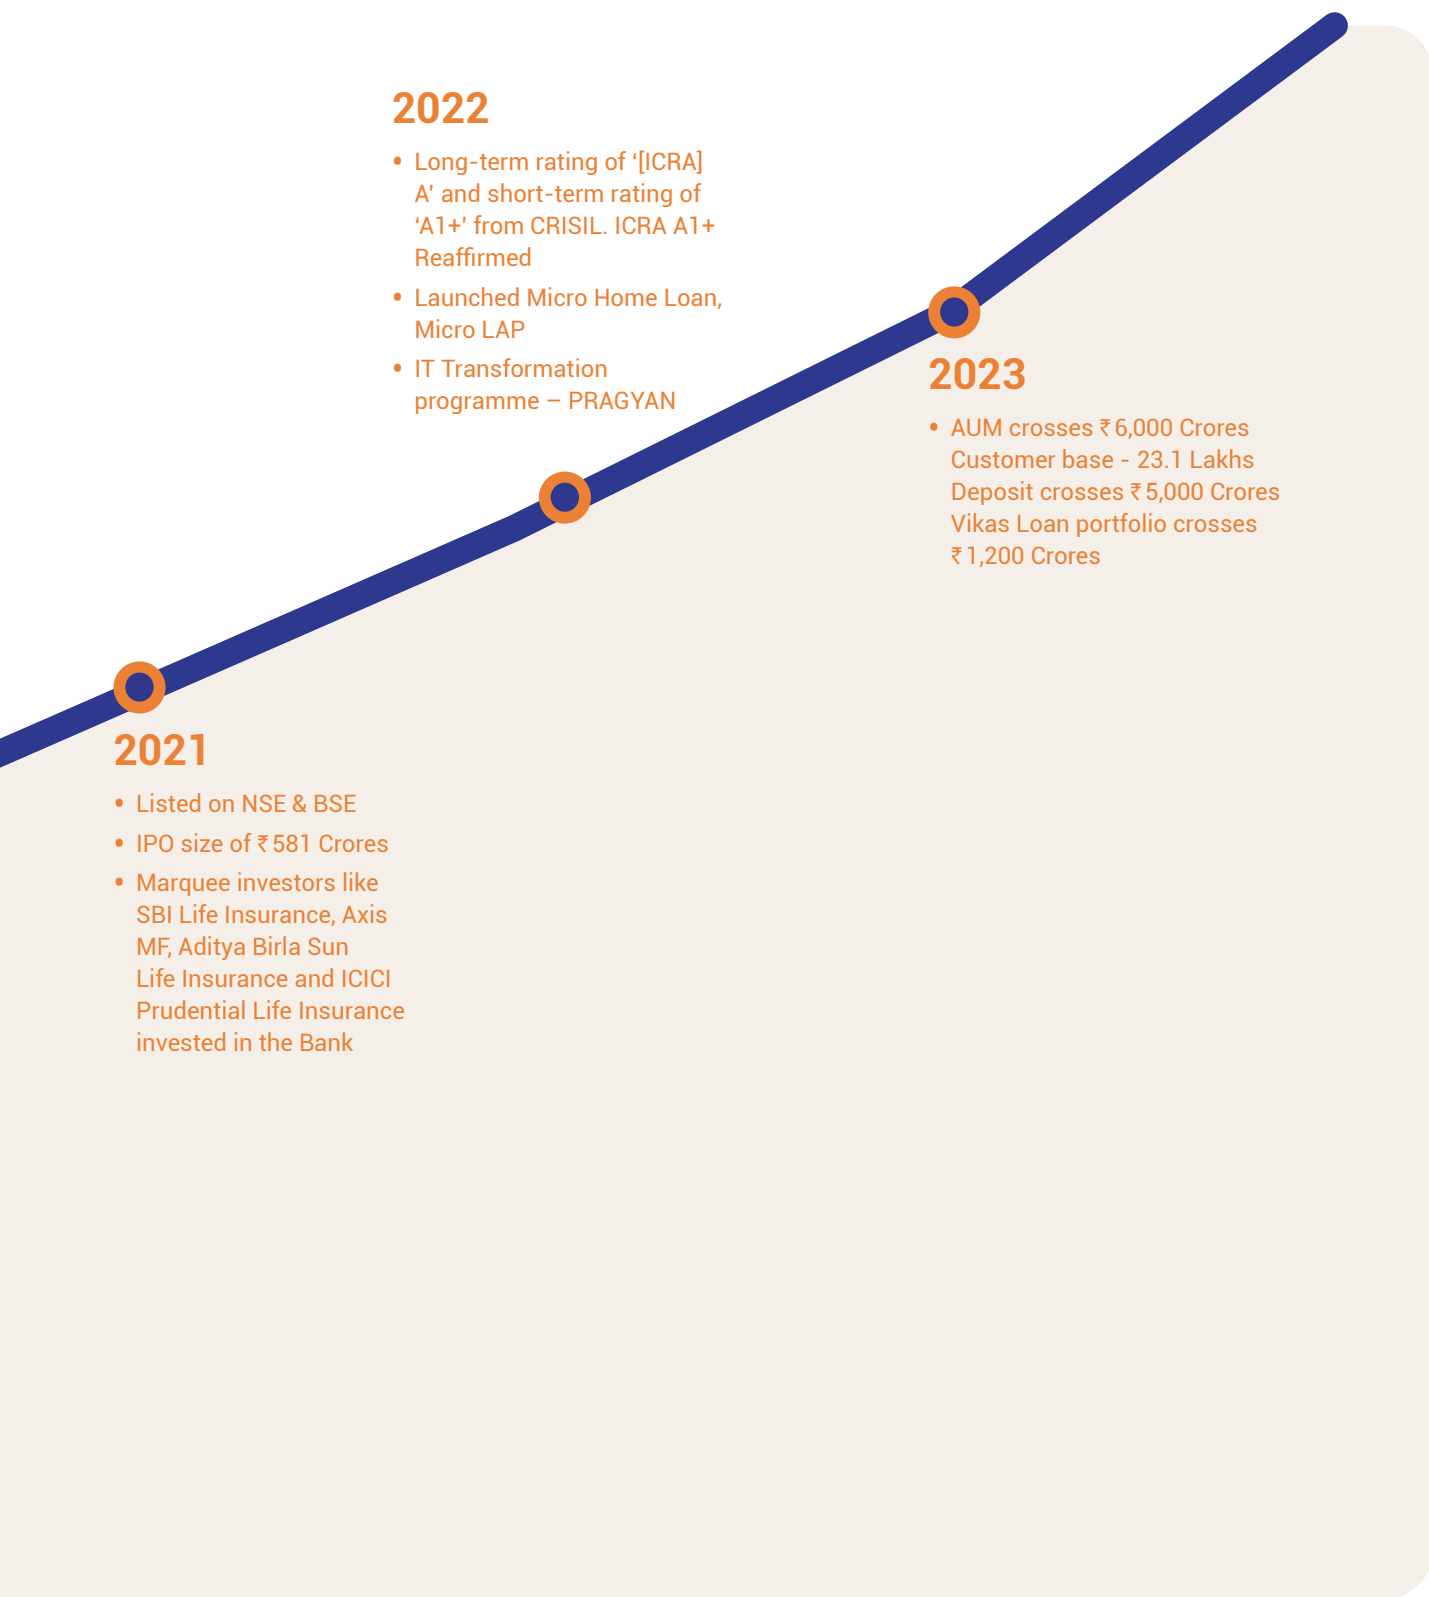 2022
• Long-term rating of ‘[ICRA]
A’ and short-term rating of
‘A1+’ from CRISIL. ICRA A1+
Reaffirmed
• Launched Micro Home Loan,
Micro LAP
• IT Transformation
programme – PRAGYAN
2023
• AUM crosses ₹6,000 Crores
Customer base - 23.1 Lakhs
Deposit crosses ₹5,000 Crores
Vikas Loan portfolio crosses
₹1,200 Crores
2021
• Listed on NSE & BSE
• IPO size of ₹581 Crores
• Marquee investors like
SBI Life Insurance, Axis
MF, Aditya Birla Sun
Life Insurance and ICICI
Prudential Life Insurance
invested in the Bank